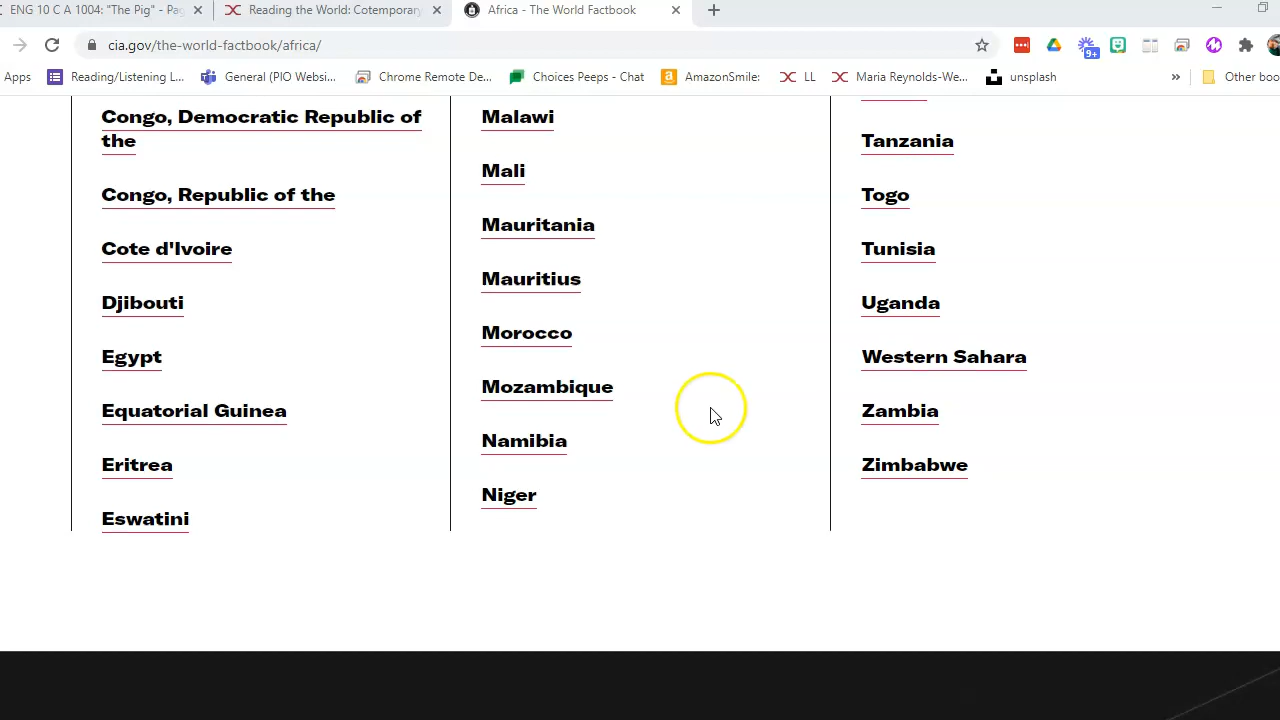 ENG 10 C A 1004: "The Pig" - Pa
Reading the World: Cotemporary
Africa - The World Factbook
cia.gov/the-world-factbook/africa/
9+
Apps
Reading/Listening L...
General (PIO Websi...
Chrome Remote De...
Choices Peeps - Chat
AmazonSmile:
LL
Maria Reynolds-We...
unsplash
»
Other boo
Congo, Democratic Republic of
the
Congo, Republic of the
Cote d'Ivoire
Djibouti
Egypt
Equatorial Guinea
Eritrea
Eswatini
Malawi
Mali
Mauritania
Mauritius
Morocco
Mozambique
Namibia
Niger
Tanzania
Togo
Tunisia
Uganda
Western Sahara
Zambia
Zimbabwe